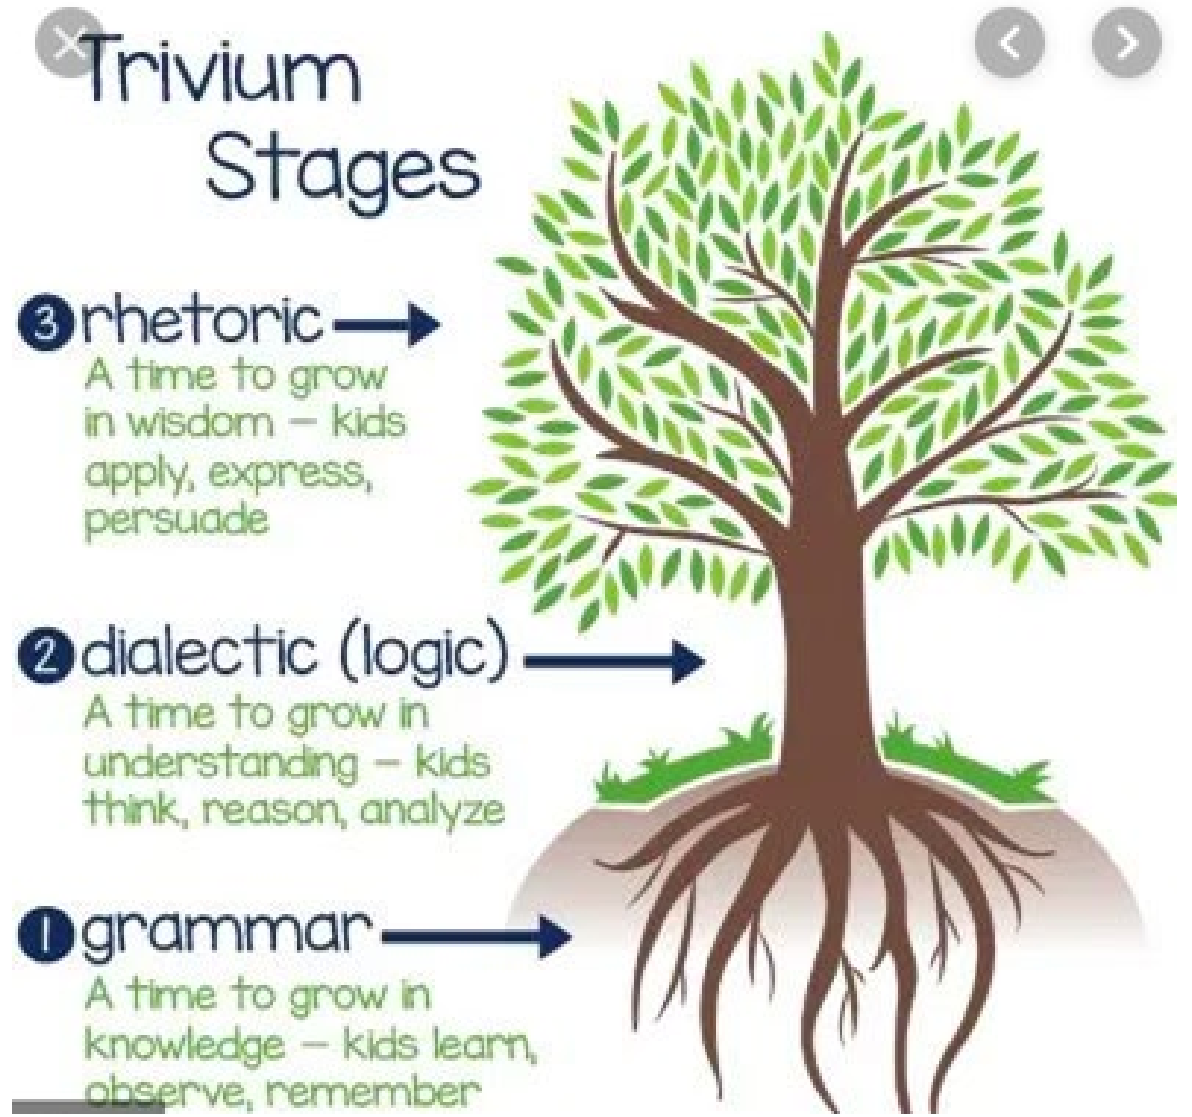 Trivium
Stages
3 rhetoric
A time to grow
in wisdom – kids
apply, express,
persuade
2 dialectic (logic)
A time to grow in
understanding – kids
think, reason, analyze
1 grammar
A time to grow in
knowledge – kids learn,
observe, remember